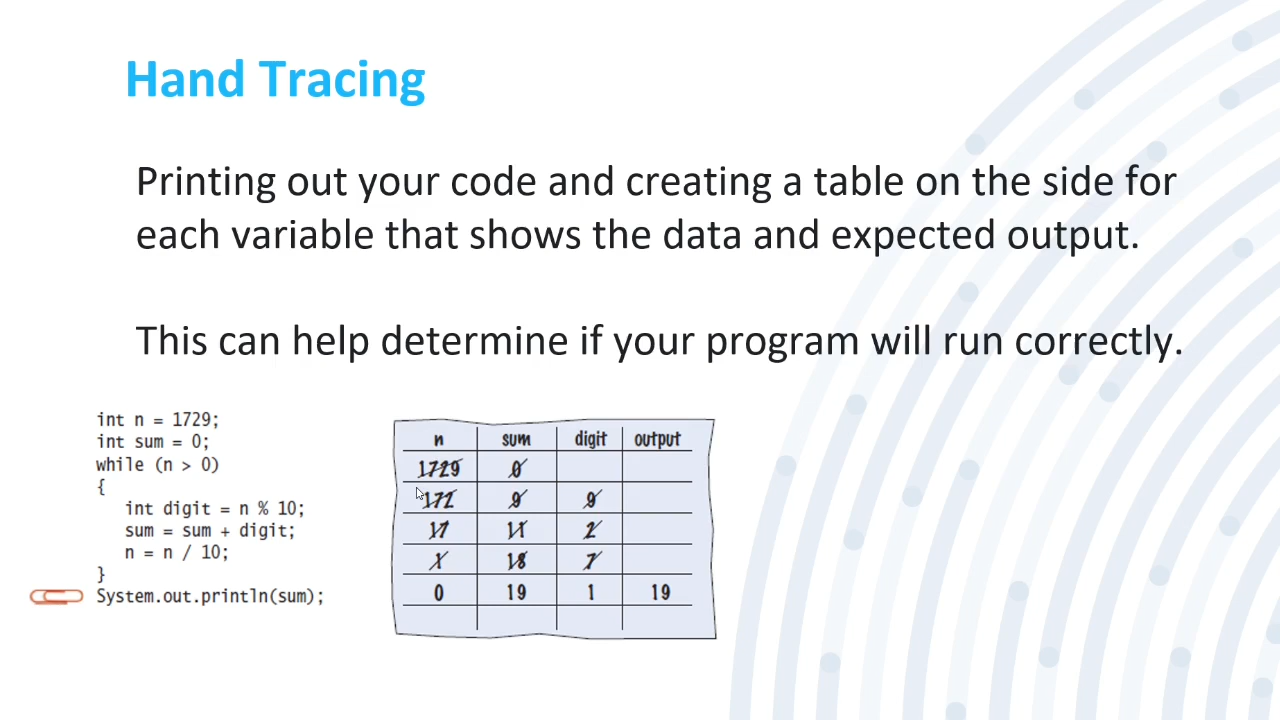 Hand Tracing
Printing out your code and creating a table on the side for
each variable that shows the data and expected output.
This can help determine if your program will run correctly.
int n = 1729;
int sum = 0;
while (n > 0)
{
int digit = n % 10;
sum = sum + digit;
n = n / 10;
}
System.out.println(sum);
n sum digit output
1729 0
172 9 9
17 11 2
1 18 7
0 19 1 19